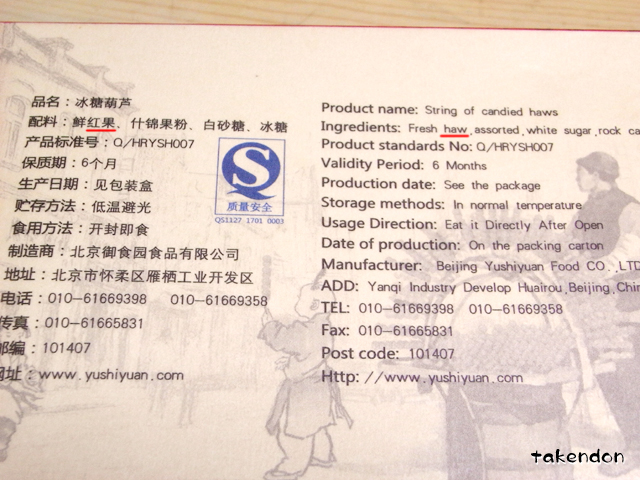 品名：冰糖葫芦
配料：鲜红果、什锦果粉、白砂糖、冰糖
产品标准号：Q/HRYSH007
保质期：6个月
生产日期：见包装盒
贮存方法：低温避光
食用方法：开封即食
制造商：北京御食园食品有限公司
地址：北京市怀柔区雁栖工业开发区
电话：010-61669398 010-61669358
传真：010-61665831
邮编：101407
网址：www.yushiyuan.com
质量安全
QS1127 1701 0003
Product name: String of candied haws
Ingredients: Fresh haw,assorted,white sugar,rock ca
Product standards No: Q/HRYSH007
Validity Period: 6 Months
Production date: See the package
Storage methods: In normal temperature
Usage Direction: Eat it Directly After Open
Date of production: On the packing carton
Manufacturer: Beijing Yushiyuan Food CO.,LTD
ADD: Yanqi Industry Develop Huairou,Beijing,Chin
TEL: 010-61669398 010-61669358
Fax: 010-61665831
Post code: 101407
Http: //www.yushiyuan.com
takendon